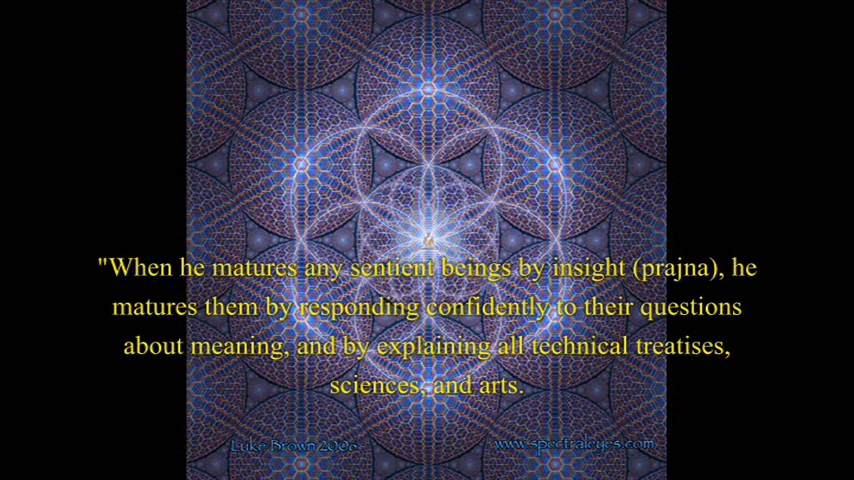 "When he matures any sentient beings by insight (prajna), he
matures them by responding confidently to their questions
about meaning, and by explaining all technical treatises,
sciences, and arts.
Luke Brown 2006
www.spectraleyes.com